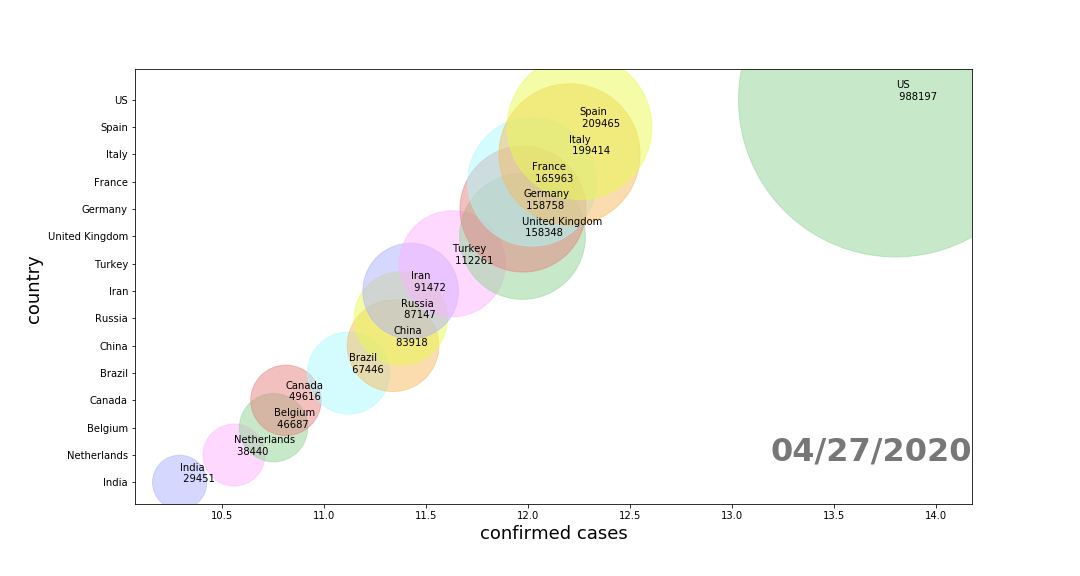 US
Spain
Italy
France
Germany
United Kingdom
Turkey
Iran
Russia
China
Brazil
Canada
Belgium
Netherlands
India
country
US
988197
Spain
209465
Italy
199414
France
165963
Germany
158758
United Kingdom
158348
Turkey
112261
Iran
91472
Russia
87147
China
83918
Brazil
67446
Canada
49616
Belgium
46687
Netherlands
38440
India
29451
04/27/2020
10.5 11.0 11.5 12.0 12.5 13.0 13.5 14.0
confirmed cases